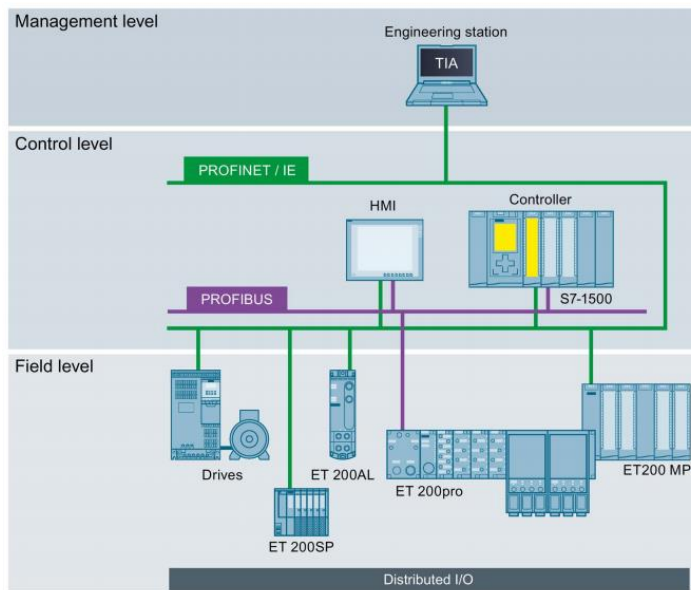 Management level
Engineering station
TIA
Control level
PROFINET / IE
HMI
Controller
PROFIBUS
S7-1500
Field level
Drives
ET 200AL
ET 200pro
ET200 MP
ET 200SP
Distributed I/O